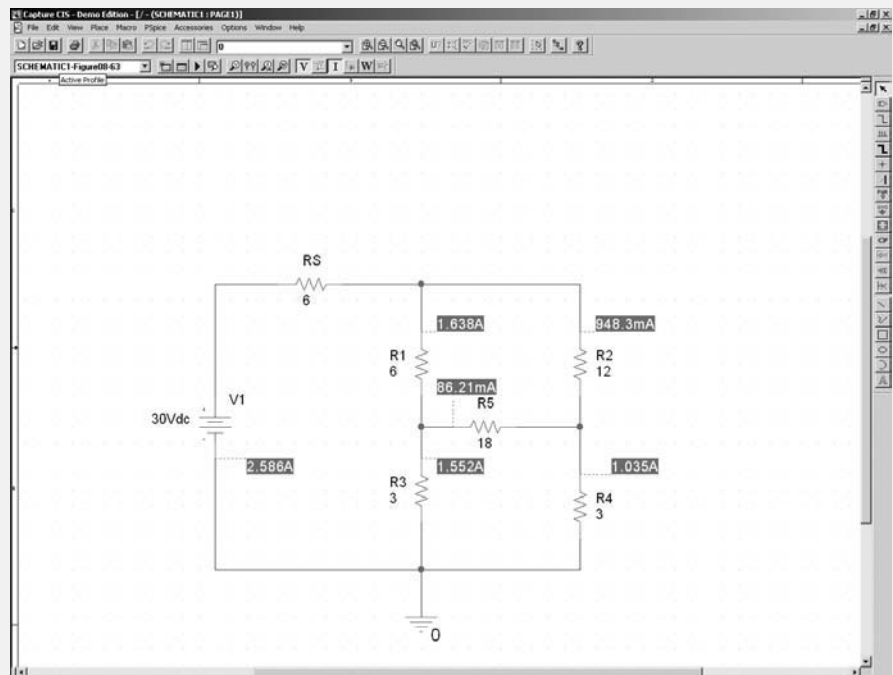 Capture CIS - Demo Edition - [/ - (SCHEMATIC1 : PAGE1)]
File Edit View Place Macro PSpice Accessories Options Window Help
0
SCHEMATIC1-Figure08-63
V I W
Active Profile
RS
6
1.638A
948.3mA
R1
6
R2
12
86.21mA
R5
18
V1
30Vdc
2.586A
1.552A
1.035A
R3
3
R4
3
0